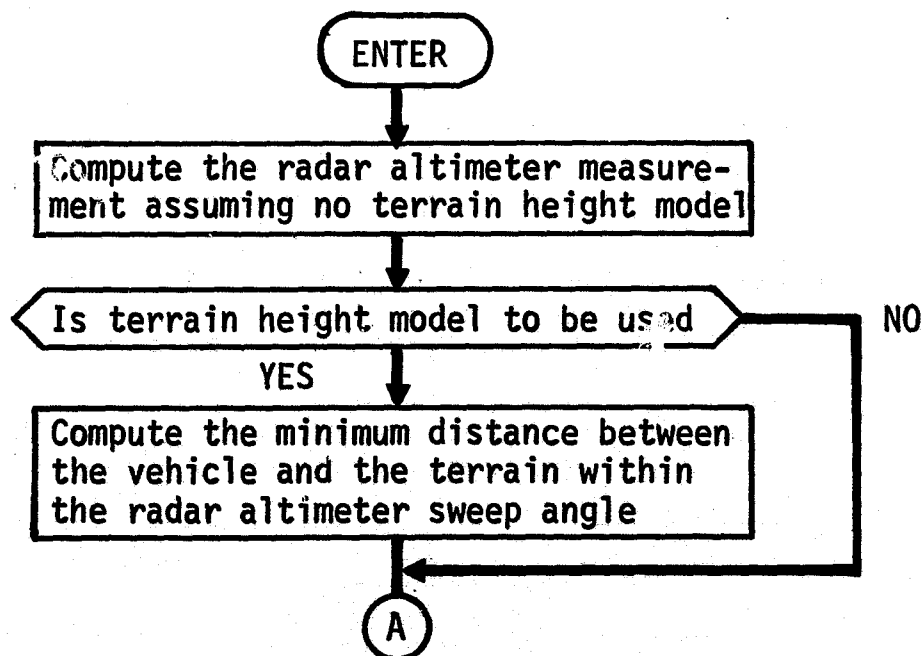 ENTER
Compute the radar altimeter measure-
ment assuming no terrain height model
Is terrain height model to be used
NO
YES
Compute the minimum distance between
the vehicle and the terrain within
the radar altimeter sweep angle
A